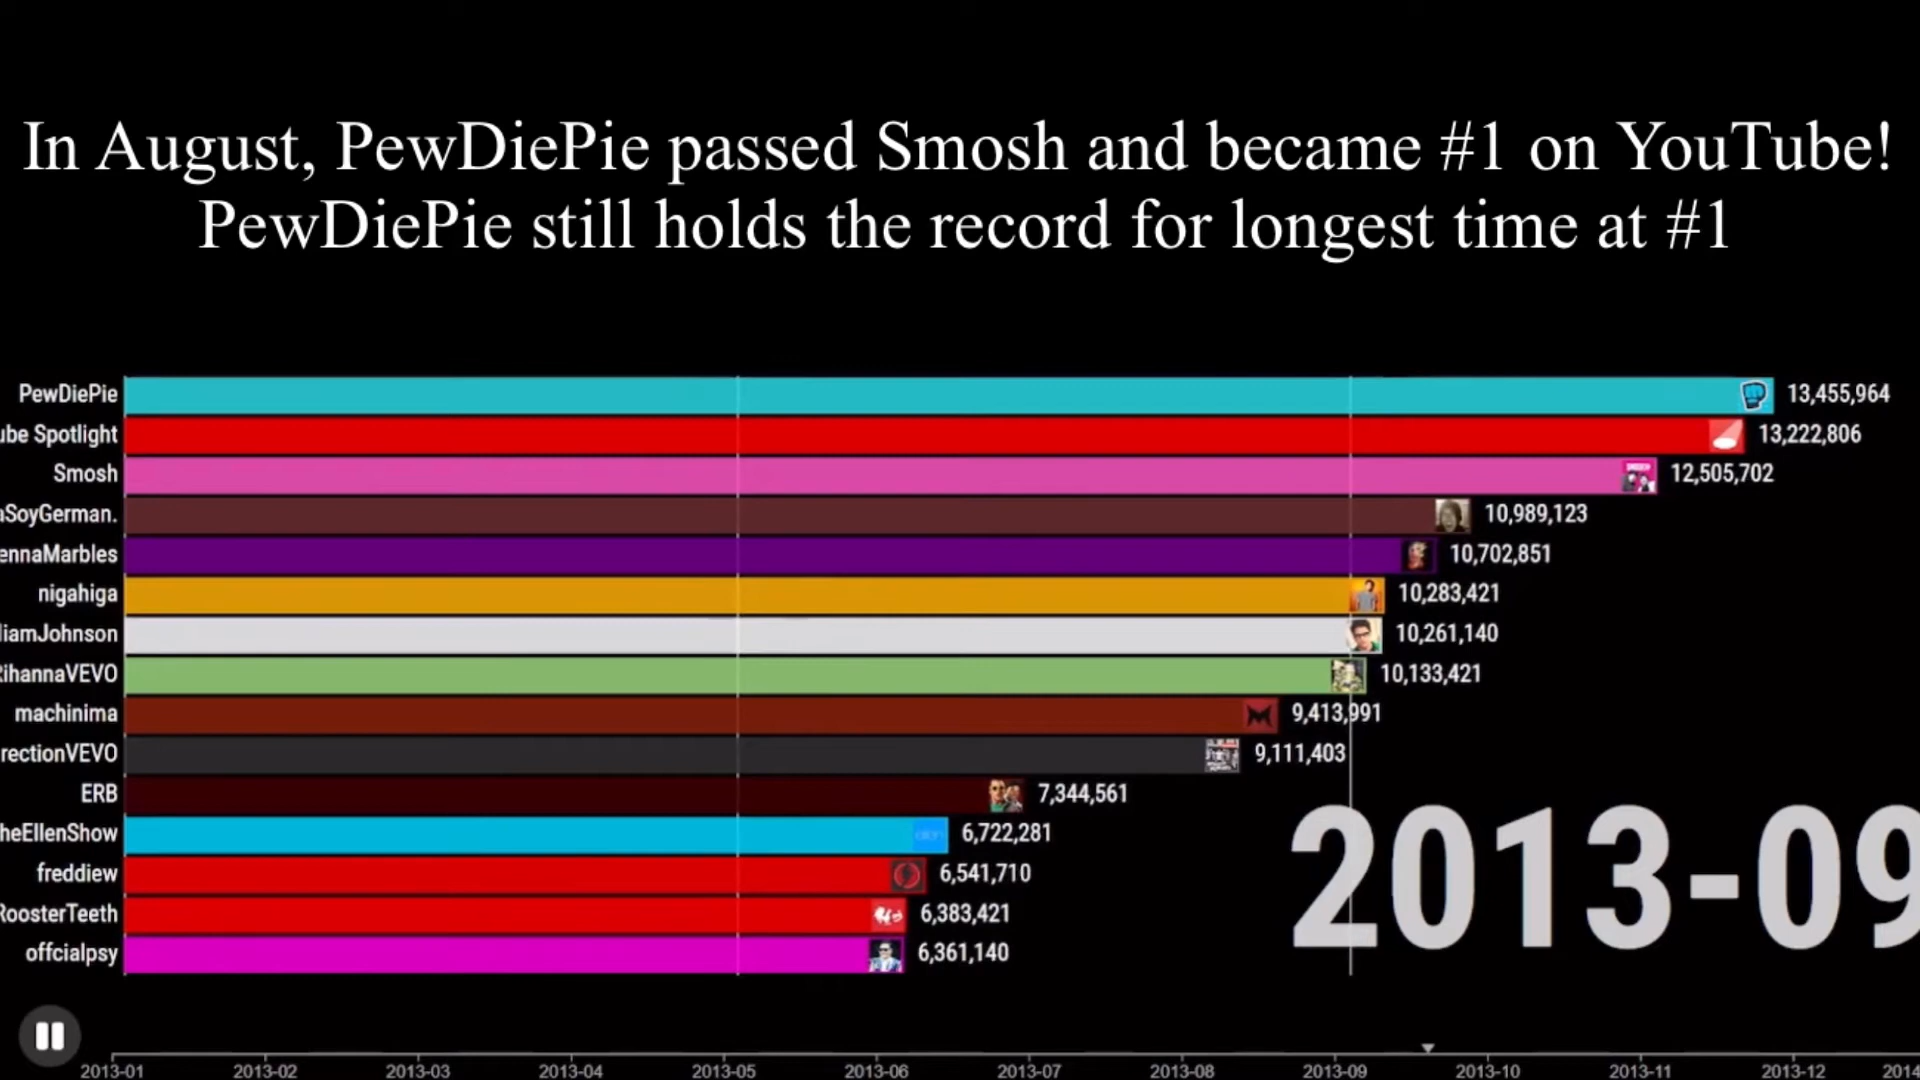 In August, PewDiePie passed Smosh and became #1 on YouTube!
PewDiePie still holds the record for longest time at #1
PewDiePie 13,455,964
ube Spotlight 13,222,806
Smosh 12,505,702
aSoyGerman. 10,989,123
ennaMarbles 10,702,851
nigahiga 10,283,421
liamJohnson 10,261,140
RihannaVEVO 10,133,421
machinima 9,413,991
rectionVEVO 9,111,403
ERB 7,344,561
heEllenShow 6,722,281
freddiew 6,541,710
RoosterTeeth 6,383,421
offcialpsy 6,361,140
2013-09
2013-01 2013-02 2013-03 2013-04 2013-05 2013-06 2013-07 2013-08 2013-09 2013-10 2013-11 2013-12 2014